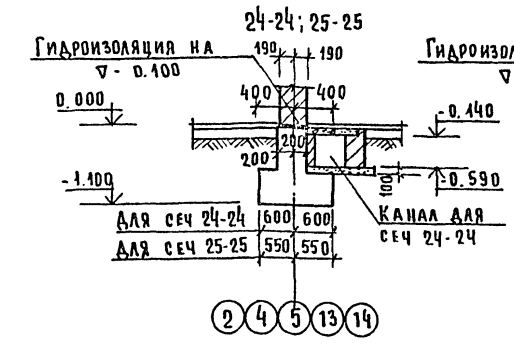 24-24; 25-25
Гидроизоляция на
▽ - 0.100
190 190
Гидроизол
▽
400 400
0.000
-0.140
200
200
-1.100
100
-0.590
Для сеч 24-24
600 600
Канал для
сеч 24-24
Для сеч 25-25
550 550
2 4 5 13 14